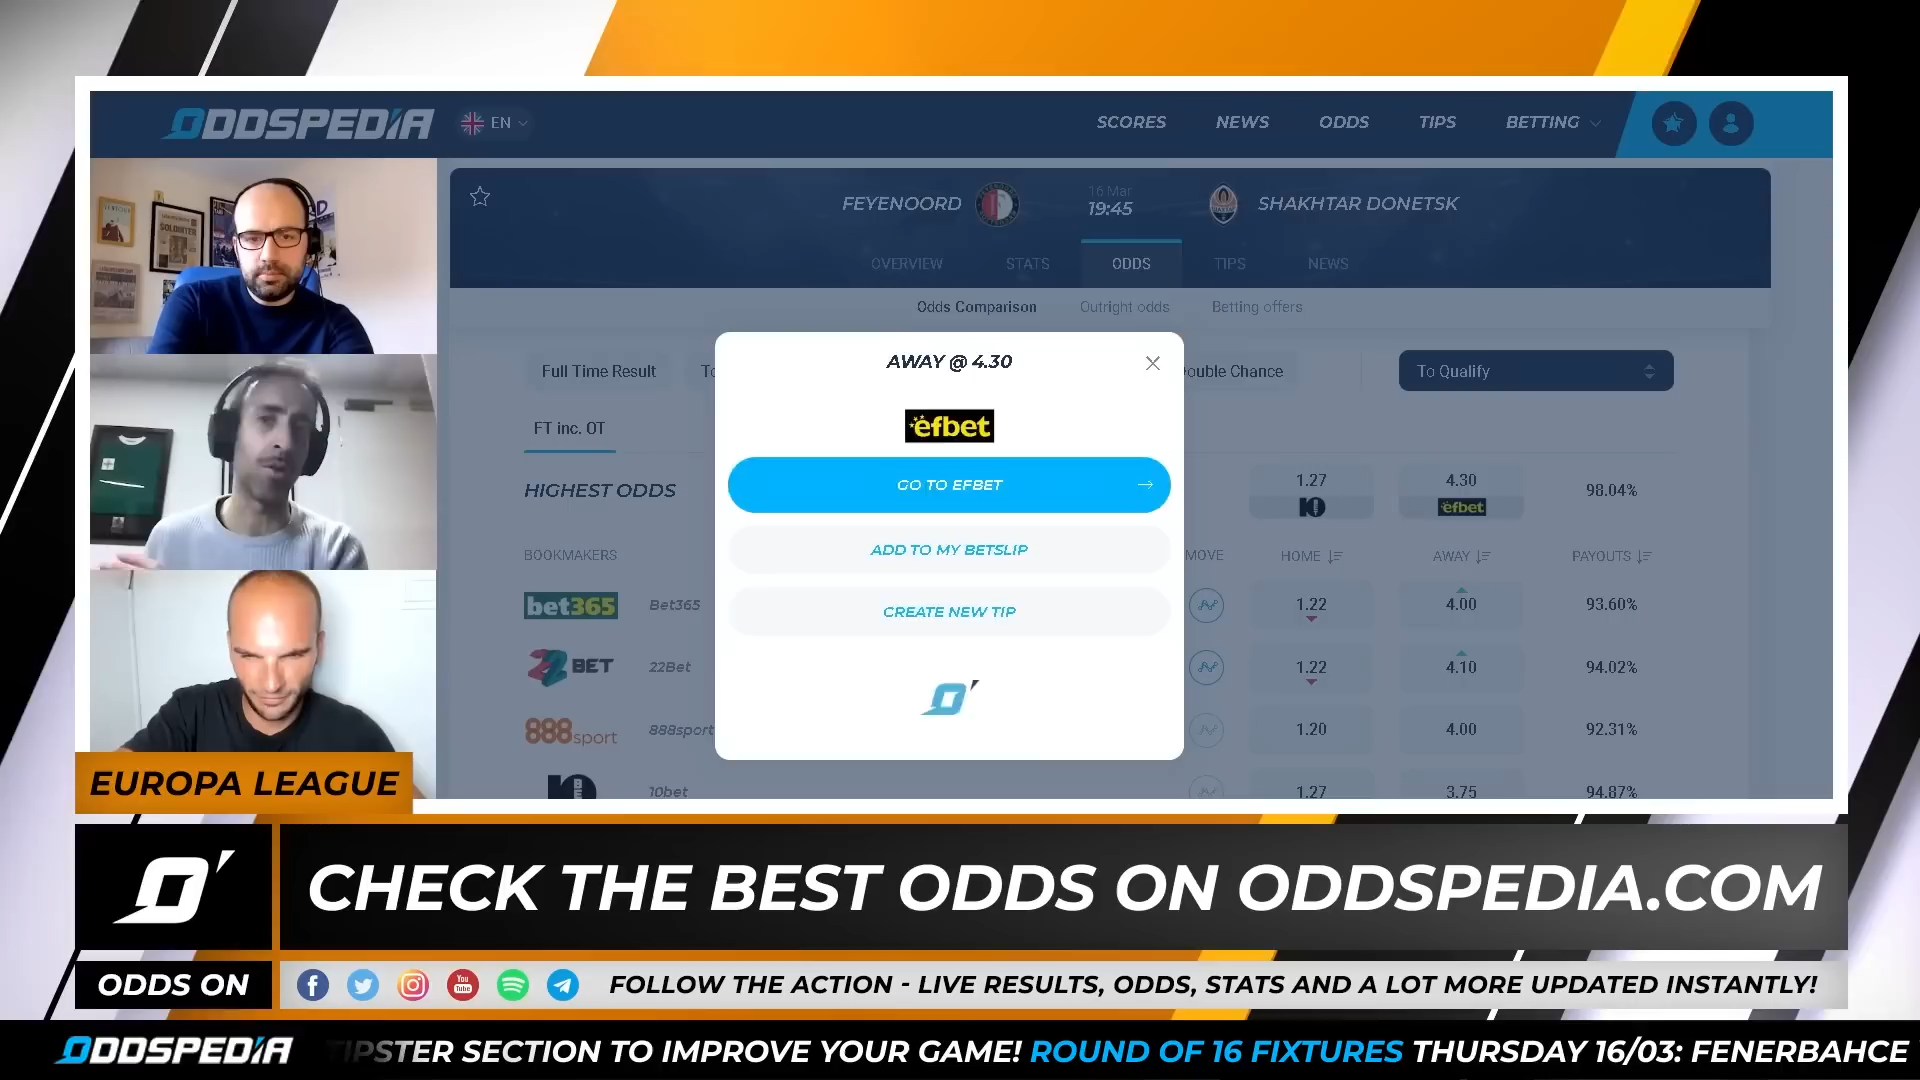 ODDSPEDIA
EN
SCORES
NEWS
ODDS
TIPS
BETTING
FEYENOORD
16 Mar
19:45
SHAKHTAR DONETSK
OVERVIEW
STATS
ODDS
TIPS
NEWS
Odds Comparison
Outright odds
Betting offers
Full Time Result
To
Double Chance
To Qualify
FT inc. OT
HIGHEST ODDS
1.27
4.30
efbet
98.04%
BOOKMAKERS
MOVE
HOME
AWAY
PAYOUTS
bet365
Bet365
1.22
4.00
93.60%
22BET
22Bet
1.22
4.10
94.02%
888sport
888sport
1.20
4.00
92.31%
10bet
1.27
3.75
94.87%
AWAY @ 4.30
efbet
GO TO EFBET
ADD TO MY BETSLIP
CREATE NEW TIP
EUROPA LEAGUE
CHECK THE BEST ODDS ON ODDSPEDIA.COM
ODDS ON
FOLLOW THE ACTION - LIVE RESULTS, ODDS, STATS AND A LOT MORE UPDATED INSTANTLY!
ODDSPEDIA
TIPSTER SECTION TO IMPROVE YOUR GAME! ROUND OF 16 FIXTURES THURSDAY 16/03: FENERBAHCE